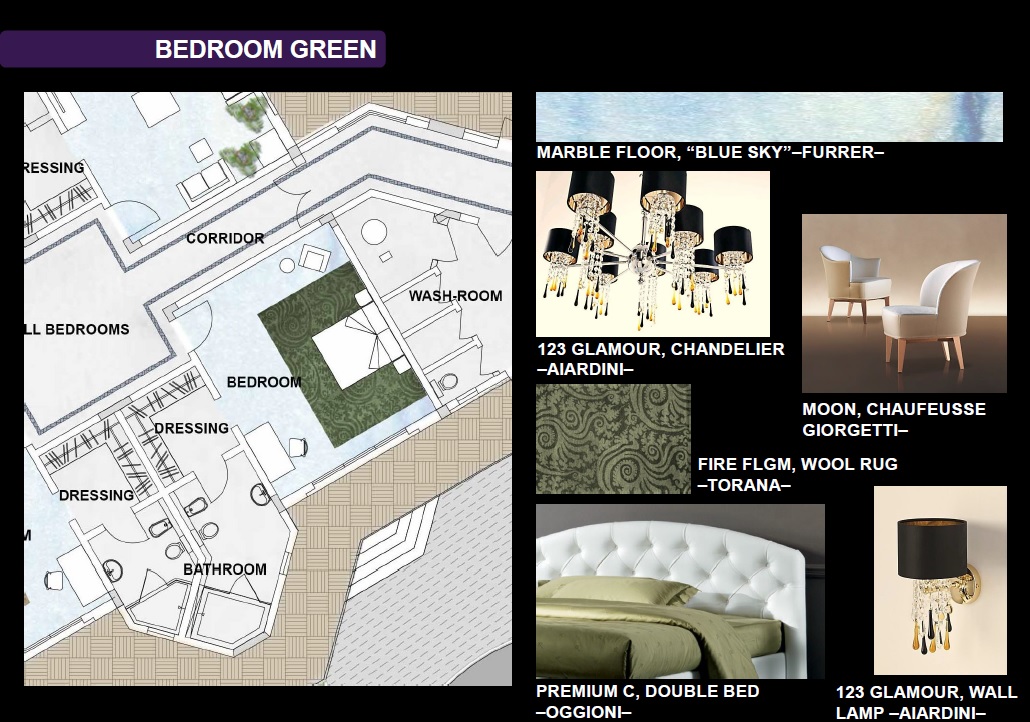 BEDROOM GREEN
RESSING
CORRIDOR
WASH-ROOM
LL BEDROOMS
BEDROOM
DRESSING
DRESSING
M
BATHROOM
MARBLE FLOOR, “BLUE SKY”–FURRER–
123 GLAMOUR, CHANDELIER
–AIARDINI–
MOON, CHAUFEUSSE
GIORGETTI–
FIRE FLGM, WOOL RUG
–TORANA–
PREMIUM C, DOUBLE BED
–OGGIONI–
123 GLAMOUR, WALL
LAMP –AIARDINI–